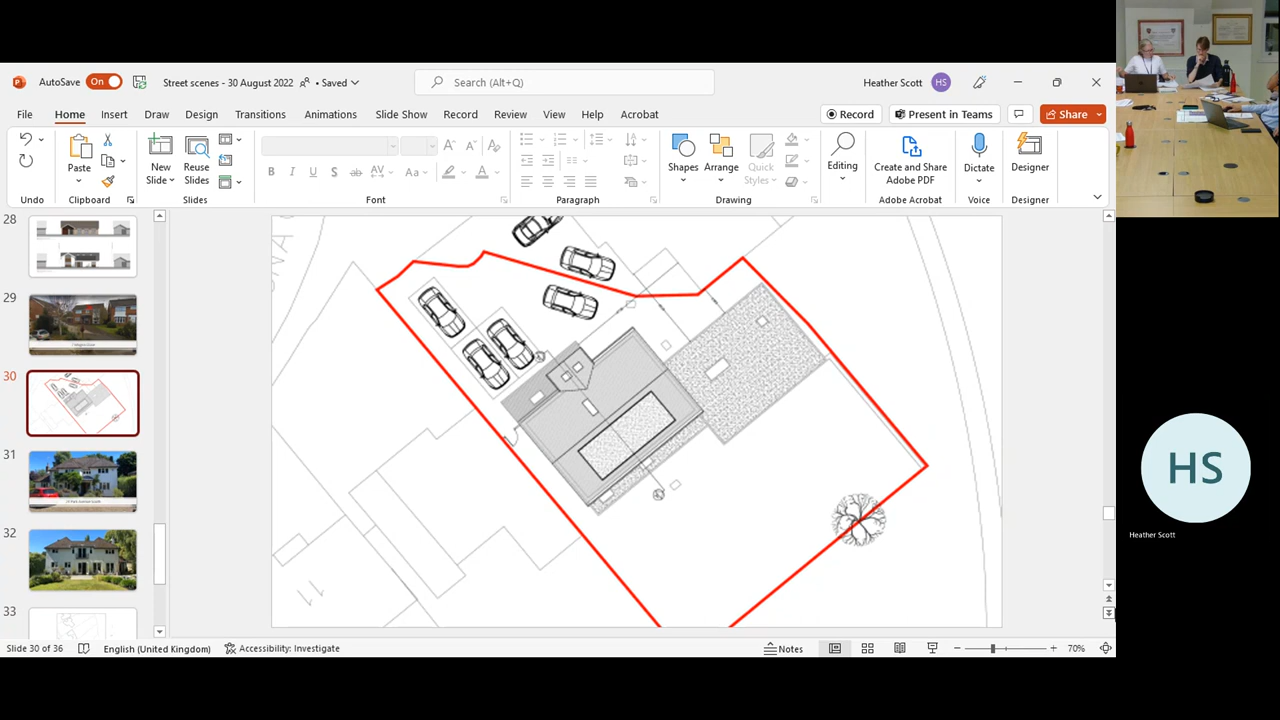 AutoSave On Street scenes - 30 August 2022 • Saved Search (Alt+Q) Heather Scott HS
File Home Insert Draw Design Transitions Animations Slide Show Record Review View Help Acrobat Record Present in Teams Share
Paste New Slide Reuse Slides B I U S ab AV Aa A A Shapes Arrange Quick Styles Editing Create and Share Adobe PDF Dictate Designer
Undo Clipboard Slides Font Paragraph Drawing Adobe Acrobat Voice Designer
28
29
30
31
32
33
11
HS
Heather Scott
Slide 30 of 36 English (United Kingdom) Accessibility: Investigate Notes 70%